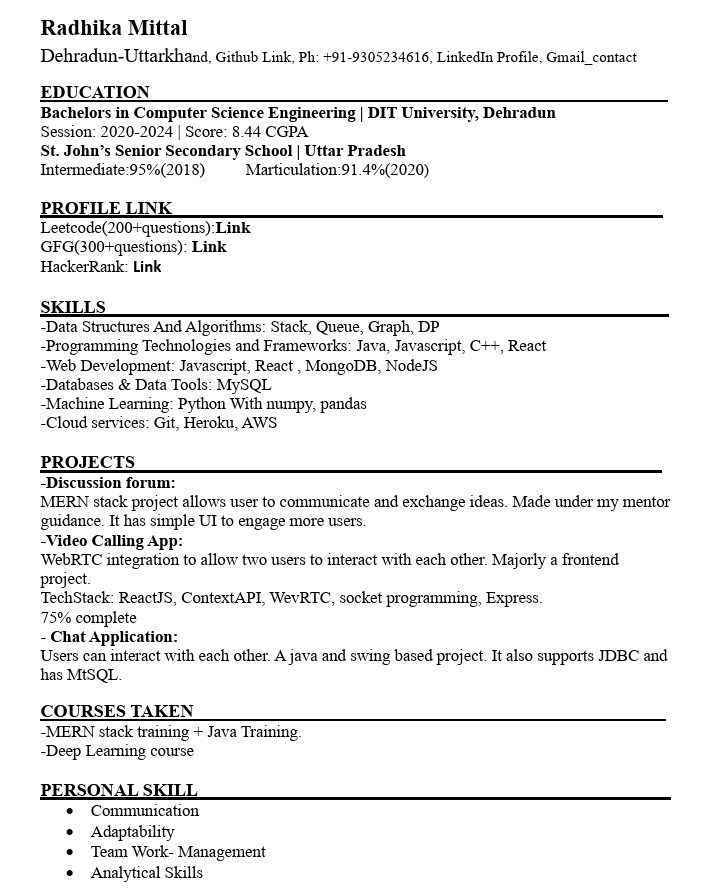 Radhika Mittal
Dehradun-Uttarkhand, Github Link, Ph: +91-9305234616, LinkedIn Profile, Gmail_contact
EDUCATION
Bachelors in Computer Science Engineering | DIT University, Dehradun
Session: 2020-2024 | Score: 8.44 CGPA
St. John’s Senior Secondary School | Uttar Pradesh
Intermediate:95%(2018) Marticulation:91.4%(2020)
PROFILE LINK
Leetcode(200+questions):Link
GFG(300+questions): Link
HackerRank: Link
SKILLS
-Data Structures And Algorithms: Stack, Queue, Graph, DP
-Programming Technologies and Frameworks: Java, Javascript, C++, React
-Web Development: Javascript, React , MongoDB, NodeJS
-Databases & Data Tools: MySQL
-Machine Learning: Python With numpy, pandas
-Cloud services: Git, Heroku, AWS
PROJECTS
-Discussion forum:
MERN stack project allows user to communicate and exchange ideas. Made under my mentor
guidance. It has simple UI to engage more users.
-Video Calling App:
WebRTC integration to allow two users to interact with each other. Majorly a frontend
project.
TechStack: ReactJS, ContextAPI, WevRTC, socket programming, Express.
75% complete
- Chat Application:
Users can interact with each other. A java and swing based project. It also supports JDBC and
has MtSQL.
COURSES TAKEN
-MERN stack training + Java Training.
-Deep Learning course
PERSONAL SKILL
• Communication
• Adaptability
• Team Work- Management
• Analytical Skills